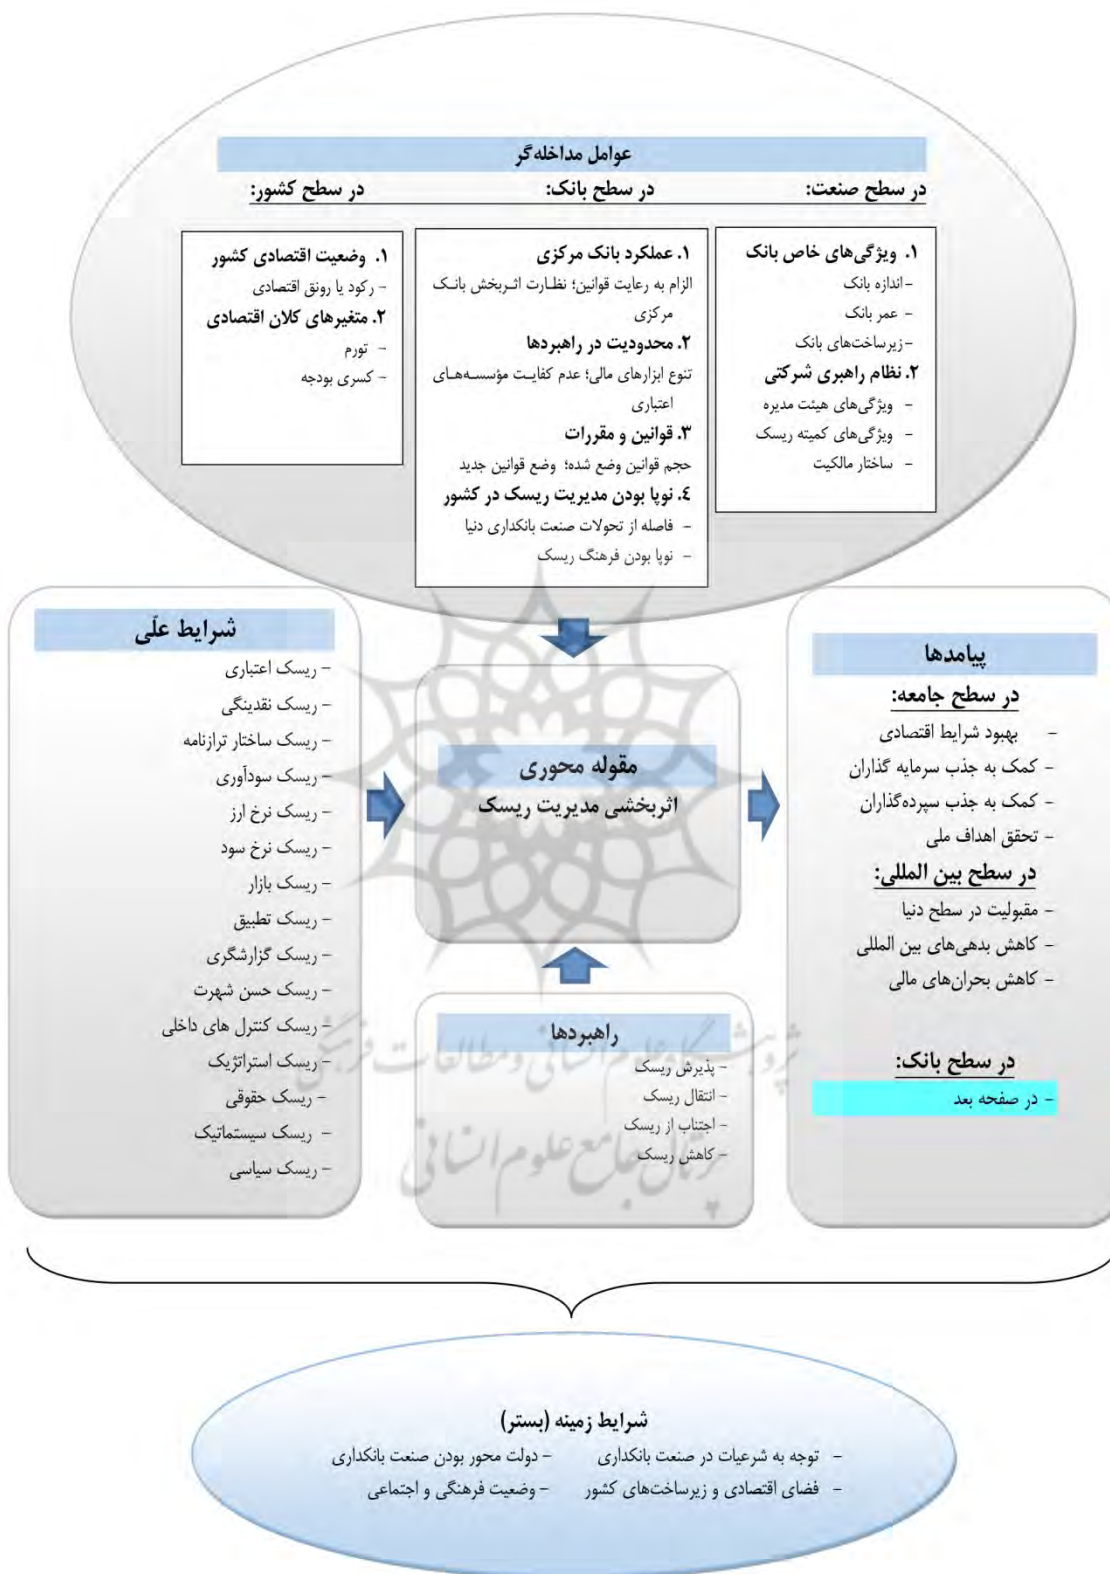 عوامل مداخله‌گر
در سطح صنعت:
در سطح بانک:
در سطح کشور:
۱. ویژگی‌های خاص بانک
-اندازه بانک
- عمر بانک
-زیرساخت‌های بانک
۲. نظام راهبری شرکتی
- ویژگی‌های هیئت مدیره
- ویژگی‌های کمیته ریسک
- ساختار مالکیت
۱. عملکرد بانک مرکزی
الزام به رعایت قوانین؛ نظارت اثربخش بانک
مرکزی
۲. محدودیت در راهبردها
تنوع ابزارهای مالی؛ عدم کفایت مؤسسه‌های
اعتباری
۳. قوانین و مقررات
حجم قوانین وضع شده؛ وضع قوانین جدید
٤. نوپا بودن مدیریت ریسک در کشور
- فاصله از تحولات صنعت بانکداری دنیا
- نوپا بودن فرهنگ ریسک
۱. وضعیت اقتصادی کشور
- رکود یا رونق اقتصادی
۲. متغیرهای کلان اقتصادی
- تورم
- کسری بودجه
شرایط علّی
- ریسک اعتباری
- ریسک نقدینگی
- ریسک ساختار ترازنامه
- ریسک سودآوری
- ریسک نرخ ارز
- ریسک نرخ سود
- ریسک بازار
- ریسک تطبیق
- ریسک گزارشگری
- ریسک حسن شهرت
- ریسک کنترل های داخلی
- ریسک استراتژیک
- ریسک حقوقی
- ریسک سیستماتیک
- ریسک سیاسی
مقوله محوری
اثربخشی مدیریت ریسک
راهبردها
- پذیرش ریسک
- انتقال ریسک
- اجتناب از ریسک
- کاهش ریسک
پیامدها
در سطح جامعه:
- بهبود شرایط اقتصادی
- کمک به جذب سرمایه گذاران
- کمک به جذب سپرده‌گذاران
- تحقق اهداف ملی
در سطح بین المللی:
- مقبولیت در سطح دنیا
- کاهش بدهی‌های بین المللی
- کاهش بحران‌های مالی
در سطح بانک:
- در صفحه بعد
پژوهشگاه علوم انسانی و مطالعات فرهنگی
پرتال جامع علوم انسانی
شرایط زمینه (بستر)
- توجه به شرعیات در صنعت بانکداری - دولت محور بودن صنعت بانکداری
- فضای اقتصادی و زیرساخت‌های کشور - وضعیت فرهنگی و اجتماعی